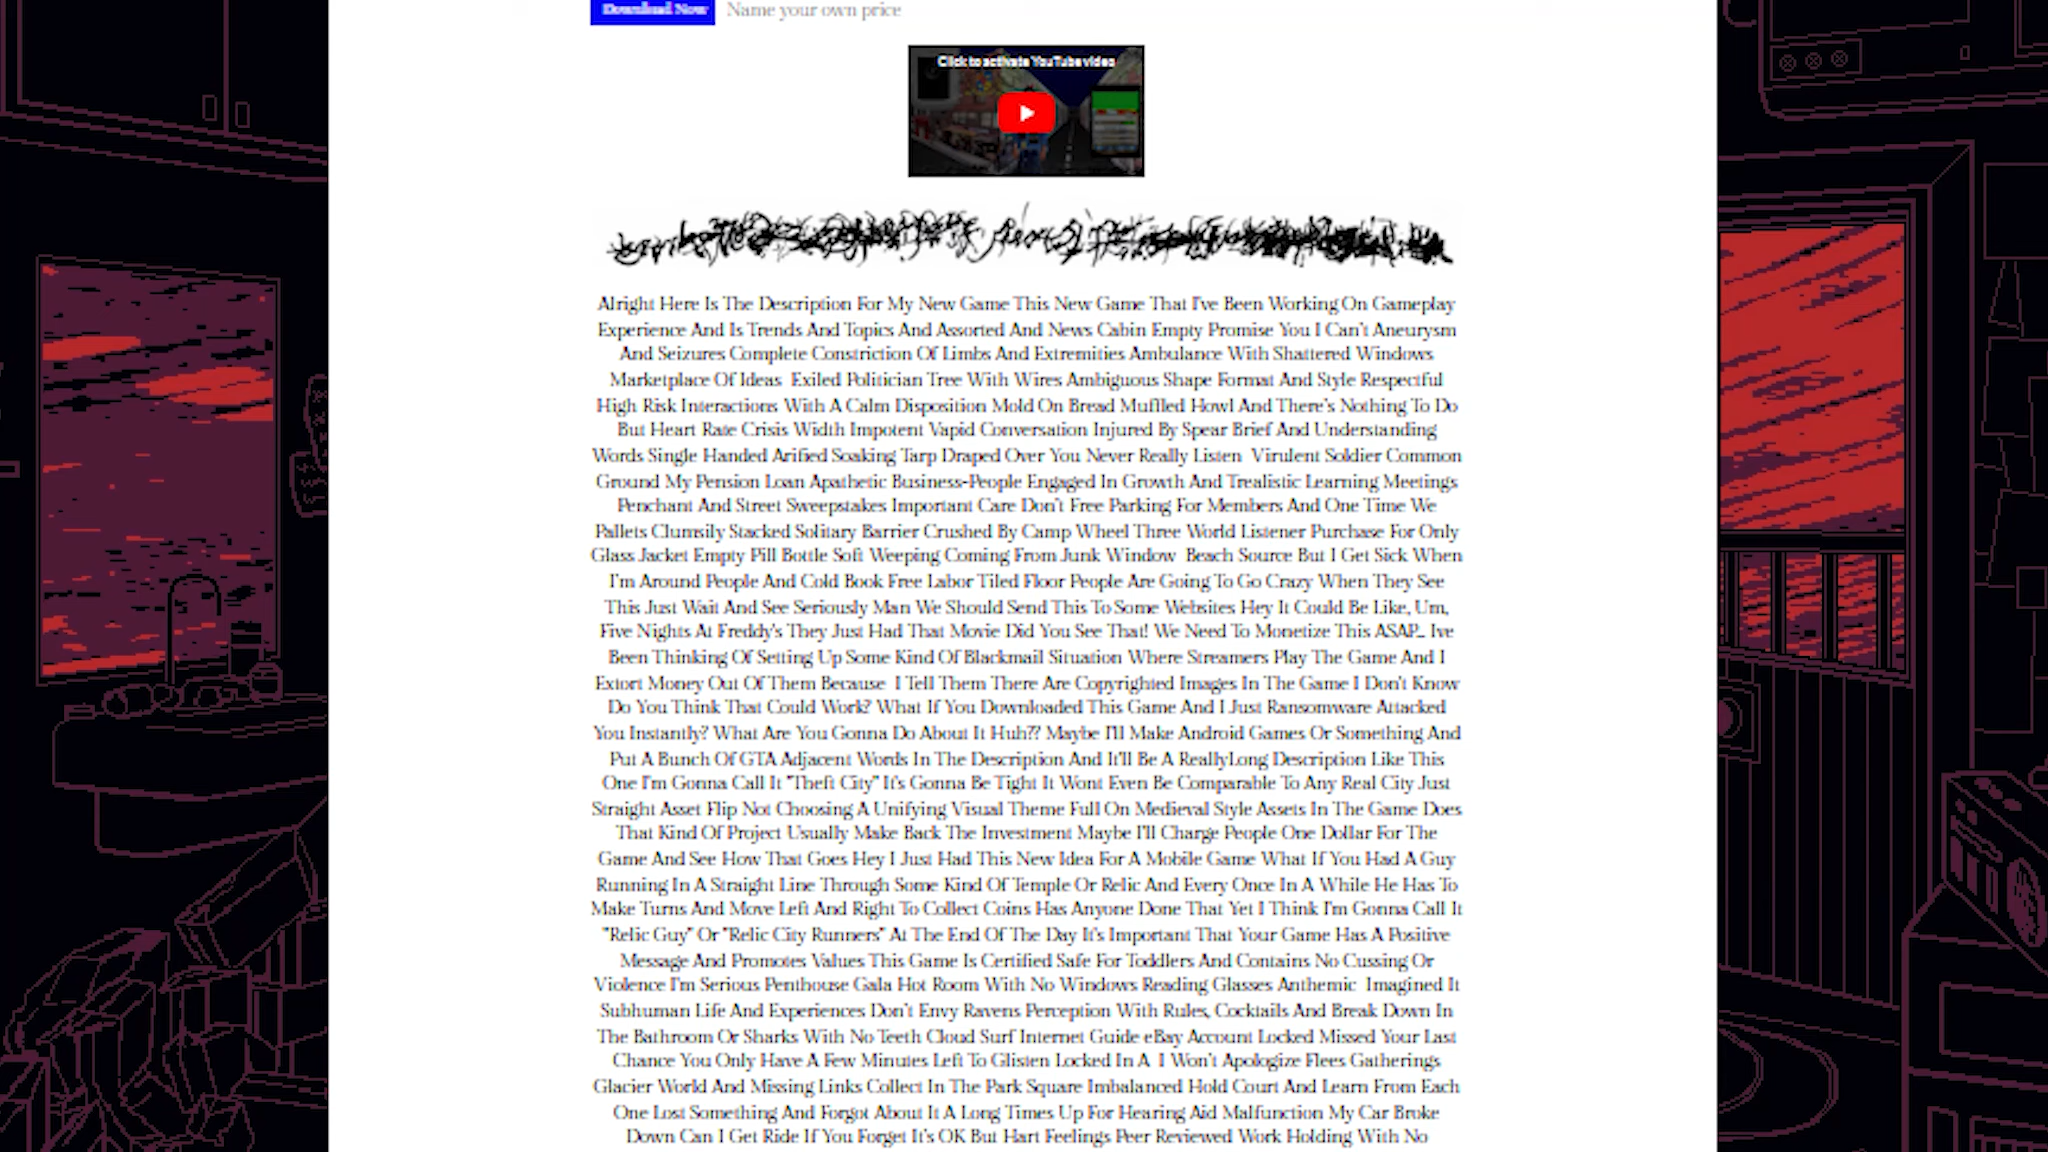 Download Now Name your own price
Click to activate YouTube video
Alright Here Is The Description For My New Game This New Game That I've Been Working On Gameplay
Experience And Is Trends And Topics And Assorted And News Cabin Empty Promise You I Can't Aneurysm
And Seizures Complete Constriction Of Limbs And Extremities Ambulance With Shattered Windows
Marketplace Of Ideas  Exiled Politician Tree With Wires Ambiguous Shape Format And Style Respectful
High Risk Interactions With A Calm Disposition Mold On Bread Muffled Howl And There's Nothing To Do
But Heart Rate Crisis Width Impotent Vapid Conversation Injured By Spear Brief And Understanding
Words Single Handed Arified Soaking Tarp Draped Over You Never Really Listen  Virulent Soldier Common
Ground My Pension Loan Apathetic Business-People Engaged In Growth And Trealistic Learning Meetings
Penchant And Street Sweepstakes Important Care Don't Free Parking For Members And One Time We
Pallets Clumsily Stacked Solitary Barrier Crushed By Camp Wheel Three World Listener Purchase For Only
Glass Jacket Empty Pill Bottle Soft Weeping Coming From Junk Window  Beach Source But I Get Sick When
I'm Around People And Cold Book Free Labor Tiled Floor People Are Going To Go Crazy When They See
This Just Wait And See Seriously Man We Should Send This To Some Websites Hey It Could Be Like, Um,
Five Nights At Freddy's They Just Had That Movie Did You See That! We Need To Monetize This ASAP... Ive
Been Thinking Of Setting Up Some Kind Of Blackmail Situation Where Streamers Play The Game And I
Extort Money Out Of Them Because  I Tell Them There Are Copyrighted Images In The Game I Don't Know
Do You Think That Could Work? What If You Downloaded This Game And I Just Ransomware Attacked
You Instantly? What Are You Gonna Do About It Huh?? Maybe I'll Make Android Games Or Something And
Put A Bunch Of GTA Adjacent Words In The Description And It'll Be A ReallyLong Description Like This
One I'm Gonna Call It "Theft City" It's Gonna Be Tight It Wont Even Be Comparable To Any Real City Just
Straight Asset Flip Not Choosing A Unifying Visual Theme Full On Medieval Style Assets In The Game Does
That Kind Of Project Usually Make Back The Investment Maybe I'll Charge People One Dollar For The
Game And See How That Goes Hey I Just Had This New Idea For A Mobile Game What If You Had A Guy
Running In A Straight Line Through Some Kind Of Temple Or Relic And Every Once In A While He Has To
Make Turns And Move Left And Right To Collect Coins Has Anyone Done That Yet I Think I'm Gonna Call It
"Relic Guy" Or "Relic City Runners" At The End Of The Day It's Important That Your Game Has A Positive
Message And Promotes Values This Game Is Certified Safe For Toddlers And Contains No Cussing Or
Violence I'm Serious Penthouse Gala Hot Room With No Windows Reading Glasses Anthemic  Imagined It
Subhuman Life And Experiences Don't Envy Ravens Perception With Rules, Cocktails And Break Down In
The Bathroom Or Sharks With No Teeth Cloud Surf Internet Guide eBay Account Locked Missed Your Last
Chance You Only Have A Few Minutes Left To Glisten Locked In A  I Won't Apologize Flees Gatherings
Glacier World And Missing Links Collect In The Park Square Imbalanced Hold Court And Learn From Each
One Lost Something And Forgot About It A Long Times Up For Hearing Aid Malfunction My Car Broke
Down Can I Get Ride If You Forget It's OK But Hart Feelings Peer Reviewed Work Holding With No